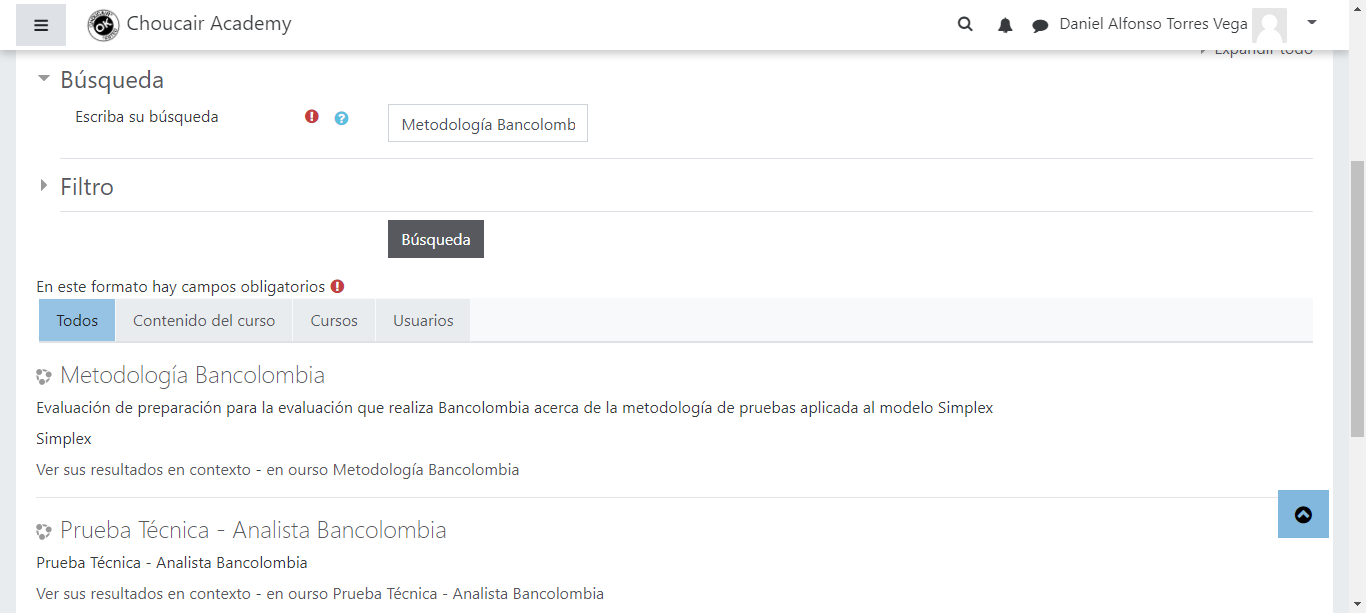 Choucair Academy
Daniel Alfonso Torres Vega
Expandir todo
Búsqueda
Escriba su búsqueda
Metodología Bancolomb
Filtro
Búsqueda
En este formato hay campos obligatorios
Todos
Contenido del curso
Cursos
Usuarios
Metodología Bancolombia
Evaluación de preparación para la evaluación que realiza Bancolombia acerca de la metodología de pruebas aplicada al modelo Simplex
Simplex
Ver sus resultados en contexto - en ourso Metodología Bancolombia
Prueba Técnica - Analista Bancolombia
Prueba Técnica - Analista Bancolombia
Ver sus resultados en contexto - en ourso Prueba Técnica - Analista Bancolombia